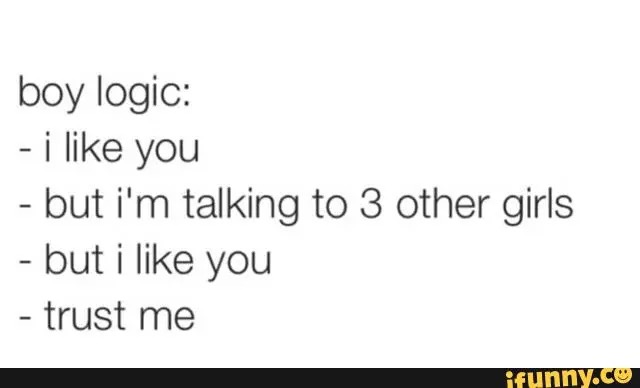 boy logic:
- i like you
- but i'm talking to 3 other girls
- but i like you
- trust me
ifunny.co